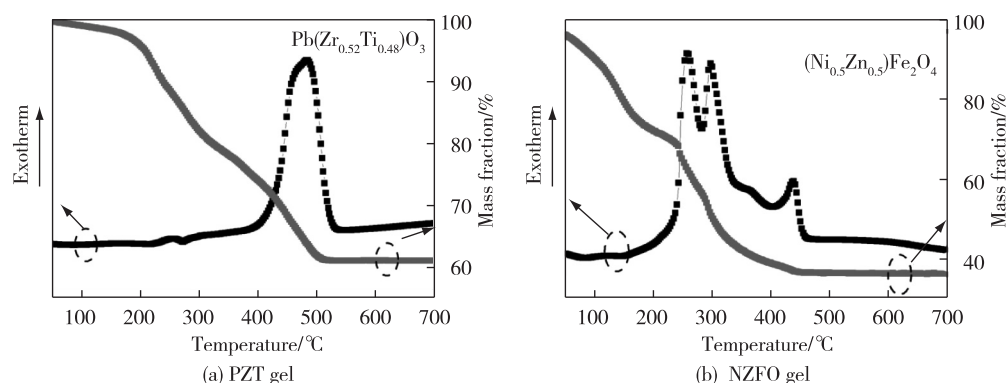 Pb(Zr0.52Ti0.48)O3
Exotherm
Mass fraction/%
100
90
80
70
60
100 200 300 400 500 600 700
Temperature/℃
(a) PZT gel
(Ni0.5Zn0.5)Fe2O4
Exotherm
Mass fraction/%
100
80
60
40
100 200 300 400 500 600 700
Temperature/℃
(b) NZFO gel